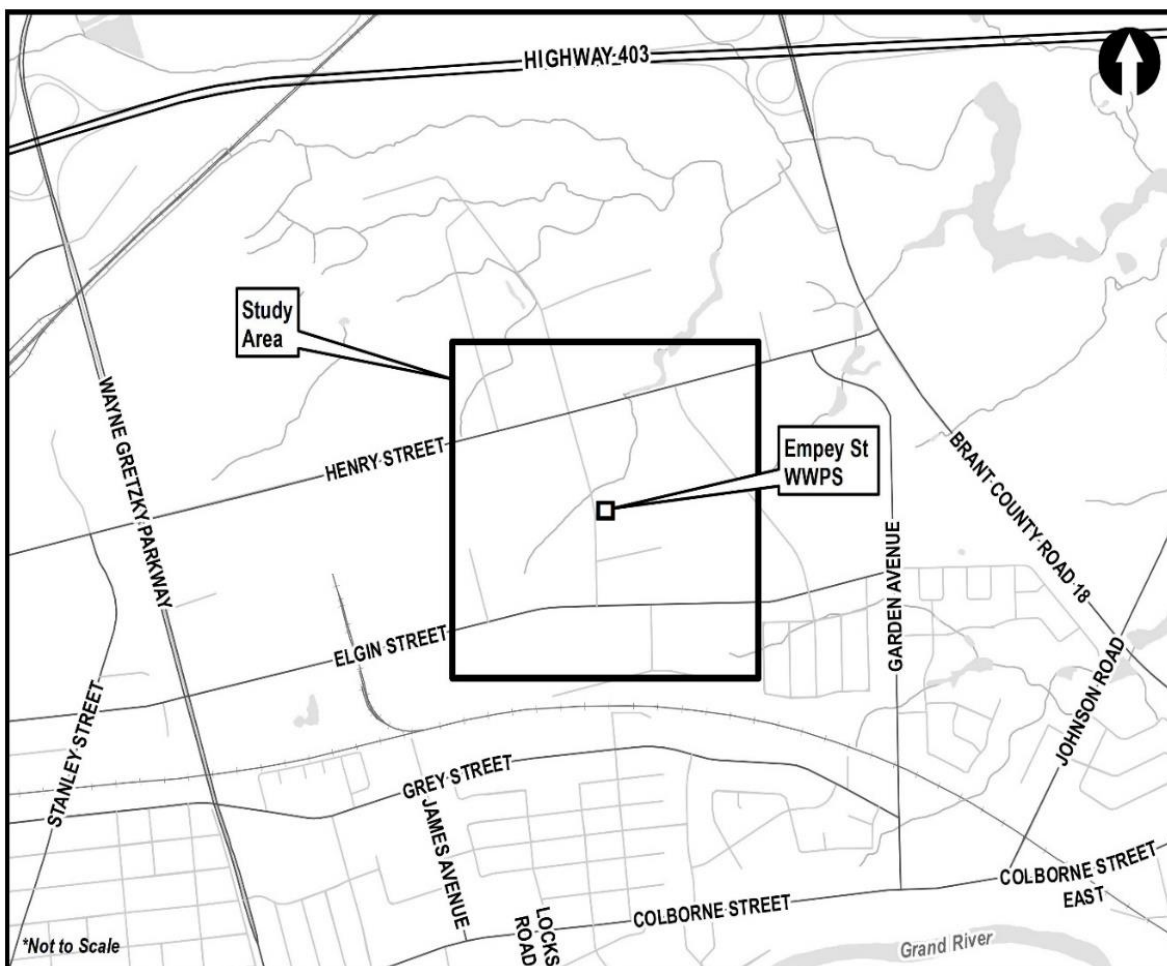 HIGHWAY 403
Study
Area
WAYNE GRETZKY PARKWAY
HENRY STREET
Empey St
WWPS
BRANT COUNTY ROAD 18
GARDEN AVENUE
ELGIN STREET
STANLEY STREET
JOHNSON ROAD
GREY STREET
JAMES AVENUE
LOCKS
ROAD
COLBORNE STREET
COLBORNE STREET
EAST
*Not to Scale
Grand River